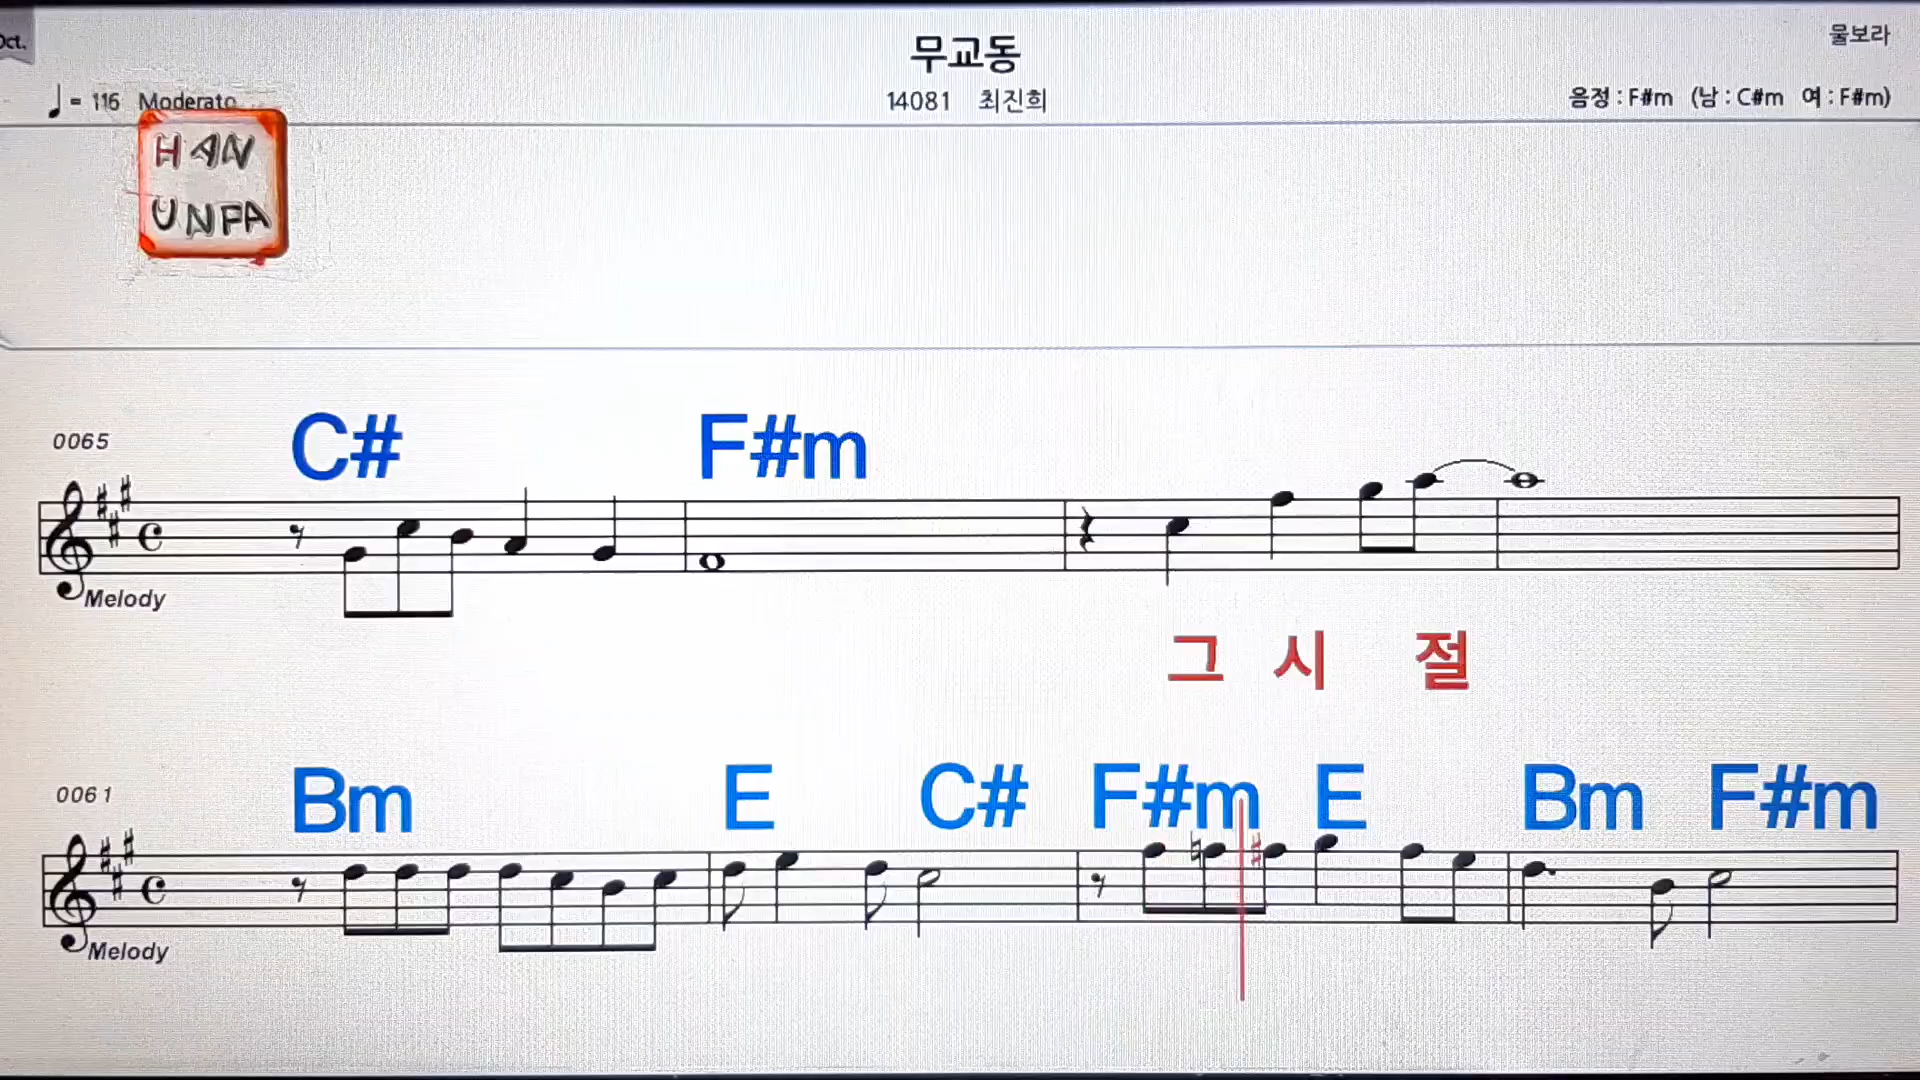 Oct.
무교동
물보라
♩ = 116 Moderato
14081 최진희
음정 : F#m (남 : C#m 여 : F#m)
HAN
UNPA
0065
C# F#m
Melody
그 시 절
0061
Bm E C# F#m E Bm F#m
Melody